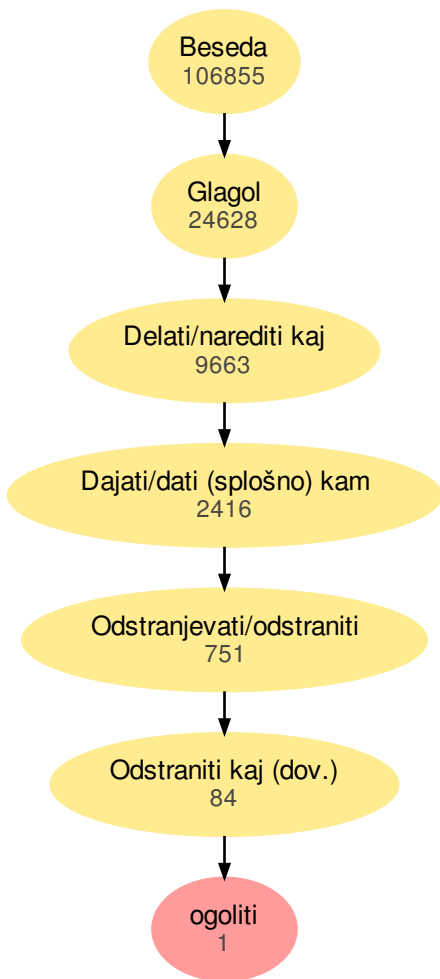 Beseda
106855
Glagol
24628
Delati/narediti kaj
9663
Dajati/dati (splošno) kam
2416
Odstranjevati/odstraniti
751
Odstraniti kaj (dov.)
84
ogoliti
1